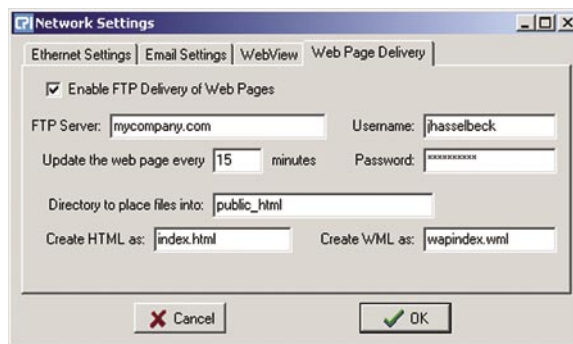 CPI Network Settings
Ethernet Settings Email Settings WebView Web Page Delivery
Enable FTP Delivery of Web Pages
FTP Server: mycompany.com Username: jhasselbeck
Update the web page every 15 minutes Password: **********
Directory to place files into: public_html
Create HTML as: index.html Create WML as: wapindex.wml
Cancel OK